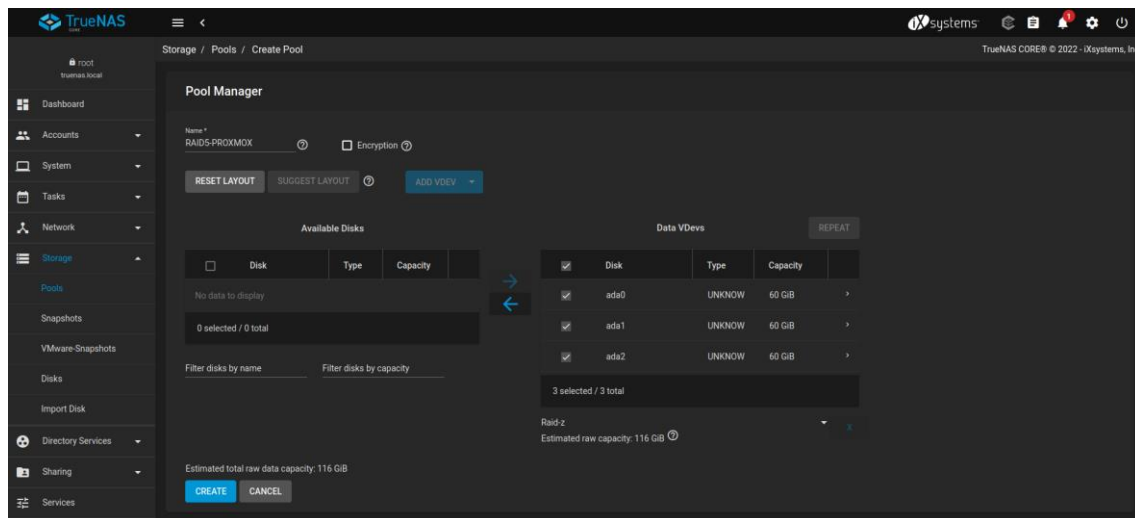 TrueNAS
CORE
iXsystems
1
root
truenas.local
Storage / Pools / Create Pool
TrueNAS CORE® © 2022 - iXsystems, In
Dashboard
Accounts
System
Tasks
Network
Storage
Pools
Snapshots
VMware-Snapshots
Disks
Import Disk
Directory Services
Sharing
Services
Pool Manager
Name *
RAID5-PROXMOX
Encryption
RESET LAYOUT SUGGEST LAYOUT ADD VDEV
Available Disks
Disk Type Capacity
No data to display
0 selected / 0 total
Filter disks by name Filter disks by capacity
Data VDevs REPEAT
Disk Type Capacity
ada0 UNKNOW 60 GiB
ada1 UNKNOW 60 GiB
ada2 UNKNOW 60 GiB
3 selected / 3 total
Raid-z X
Estimated raw capacity: 116 GiB
Estimated total raw data capacity: 116 GiB
CREATE CANCEL